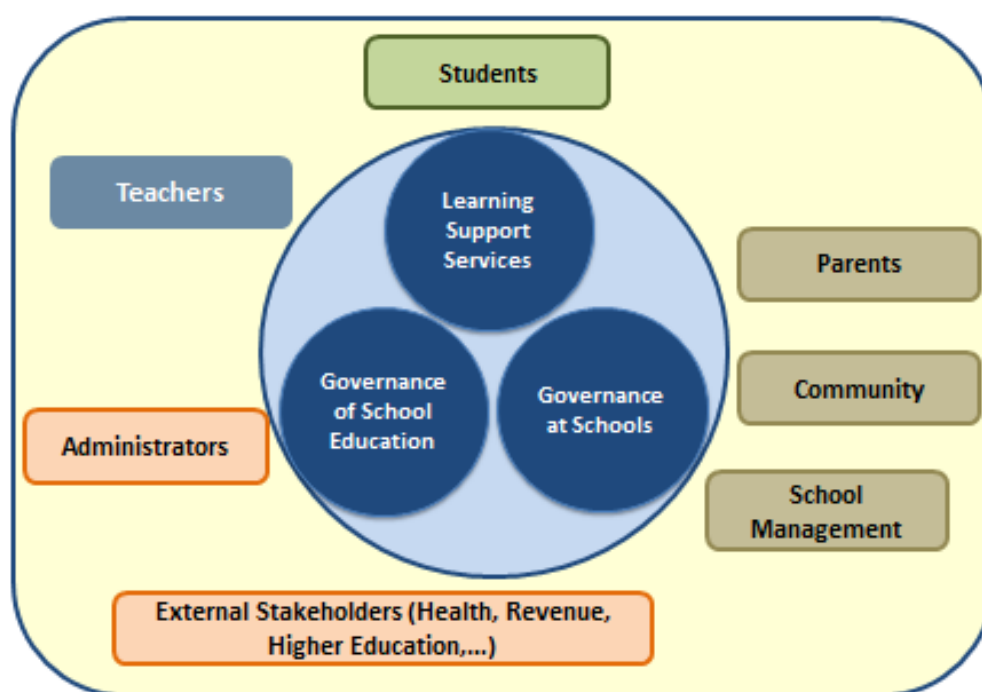 Students
Teachers
Learning
Support
Services
Parents
Governance
of School
Education
Governance
at Schools
Community
Administrators
School
Management
External Stakeholders (Health, Revenue,
Higher Education,...)